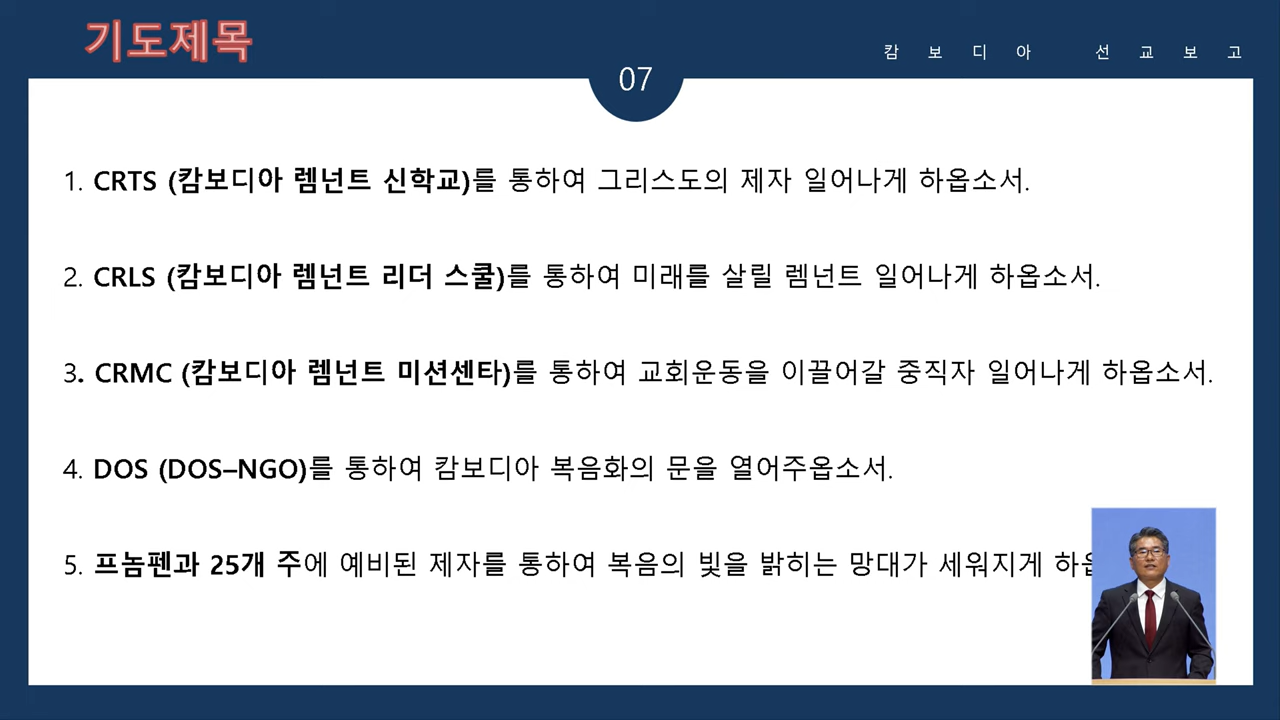 기도제목
캄보디아 선교보고
07
1. CRTS (캄보디아 렘넌트 신학교)를 통하여 그리스도의 제자 일어나게 하옵소서.
2. CRLS (캄보디아 렘넌트 리더 스쿨)를 통하여 미래를 살릴 렘넌트 일어나게 하옵소서.
3. CRMC (캄보디아 렘넌트 미션센타)를 통하여 교회운동을 이끌어갈 중직자 일어나게 하옵소서.
4. DOS (DOS–NGO)를 통하여 캄보디아 복음화의 문을 열어주옵소서.
5. 프놈펜과 25개 주에 예비된 제자를 통하여 복음의 빛을 밝히는 망대가 세워지게